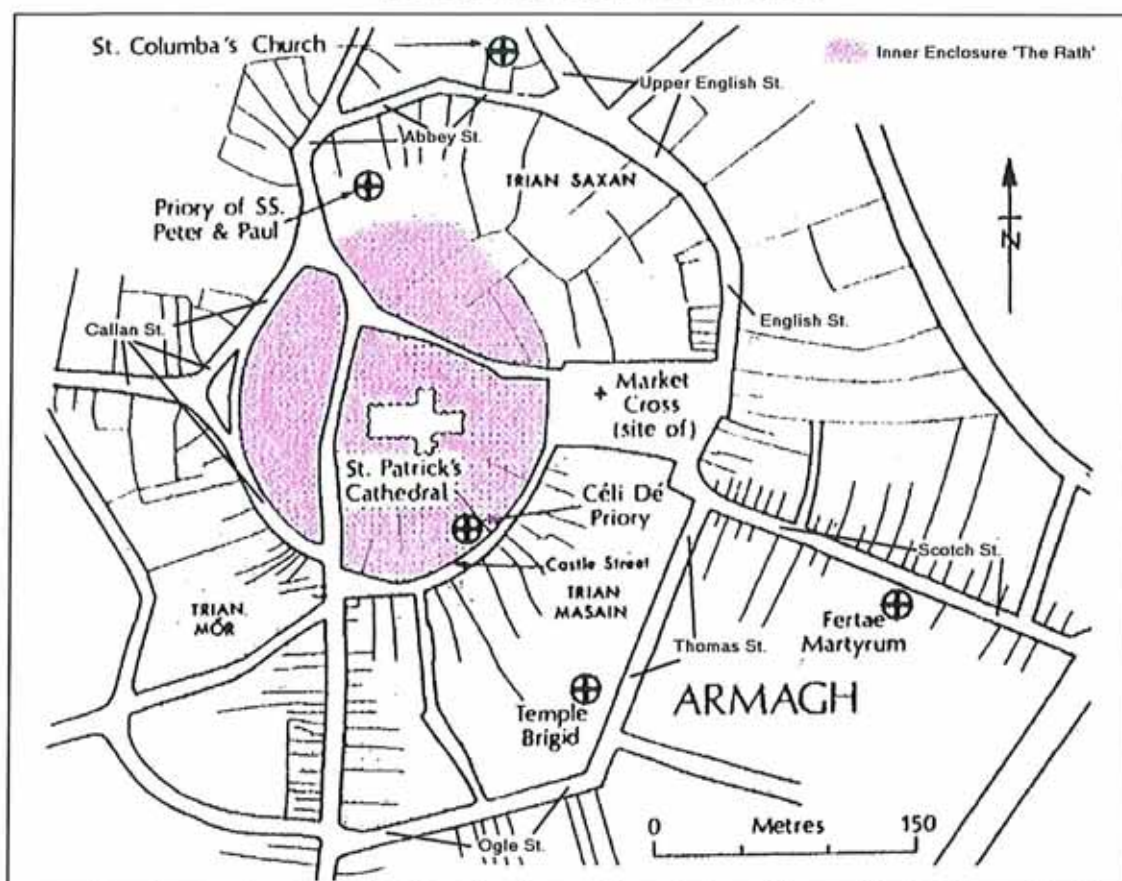 St. Columba's Church
Inner Enclosure 'The Rath'
Upper English St.
Abbey St.
TRIAN SAXAN
Priory of SS.
Peter & Paul
N
Callan St.
English St.
Market
Cross
(site of)
St. Patrick's
Cathedral
Céli Dé
Priory
Scotch St.
Castle Street
TRIAN
MASAIN
TRIAN
MÓR
Fertae
Martyrum
Thomas St.
ARMAGH
Temple
Brigid
0 Metres 150
Ogle St.